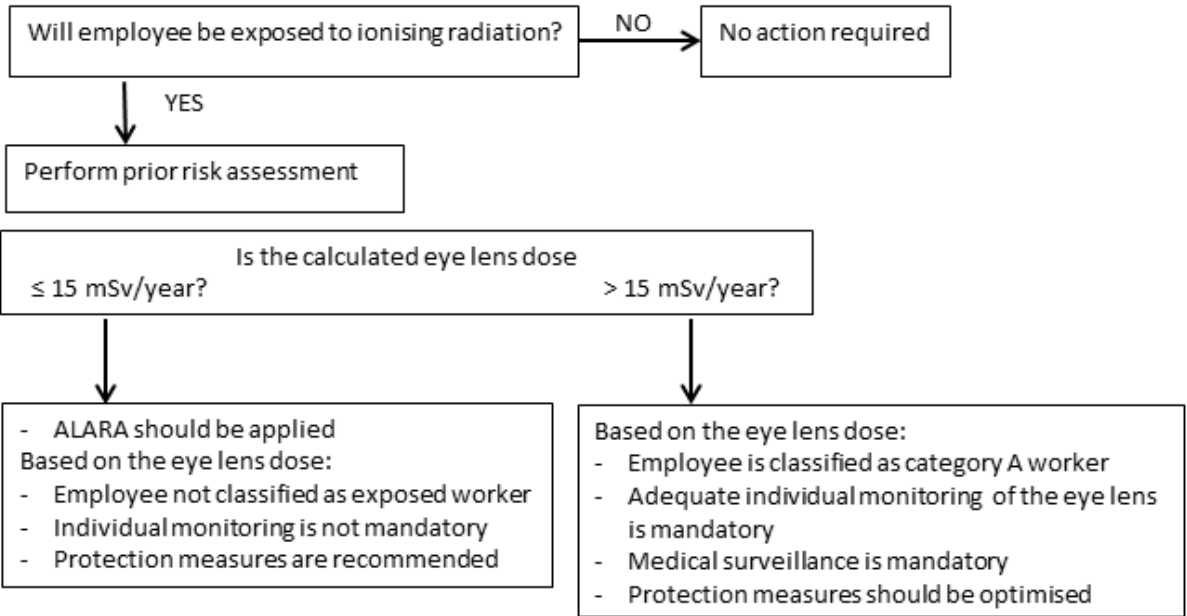 Will employee be exposed to ionising radiation?
NO
No action required
YES
Perform prior risk assessment
Is the calculated eye lens dose
≤ 15 mSv/year?
> 15 mSv/year?
- ALARA should be applied
Based on the eye lens dose:
- Employee not classified as exposed worker
- Individual monitoring is not mandatory
- Protection measures are recommended
Based on the eye lens dose:
- Employee is classified as category A worker
- Adequate individual monitoring of the eye lens
is mandatory
- Medical surveillance is mandatory
- Protection measures should be optimised